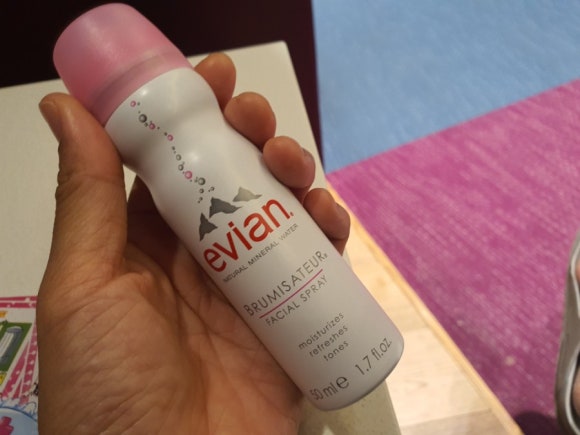 evian.
NATURAL MINERAL WATER
BRUMISATEUR®
FACIAL SPRAY
moisturizes
refreshes
tones
50 ml e 1.7 fl.oz.